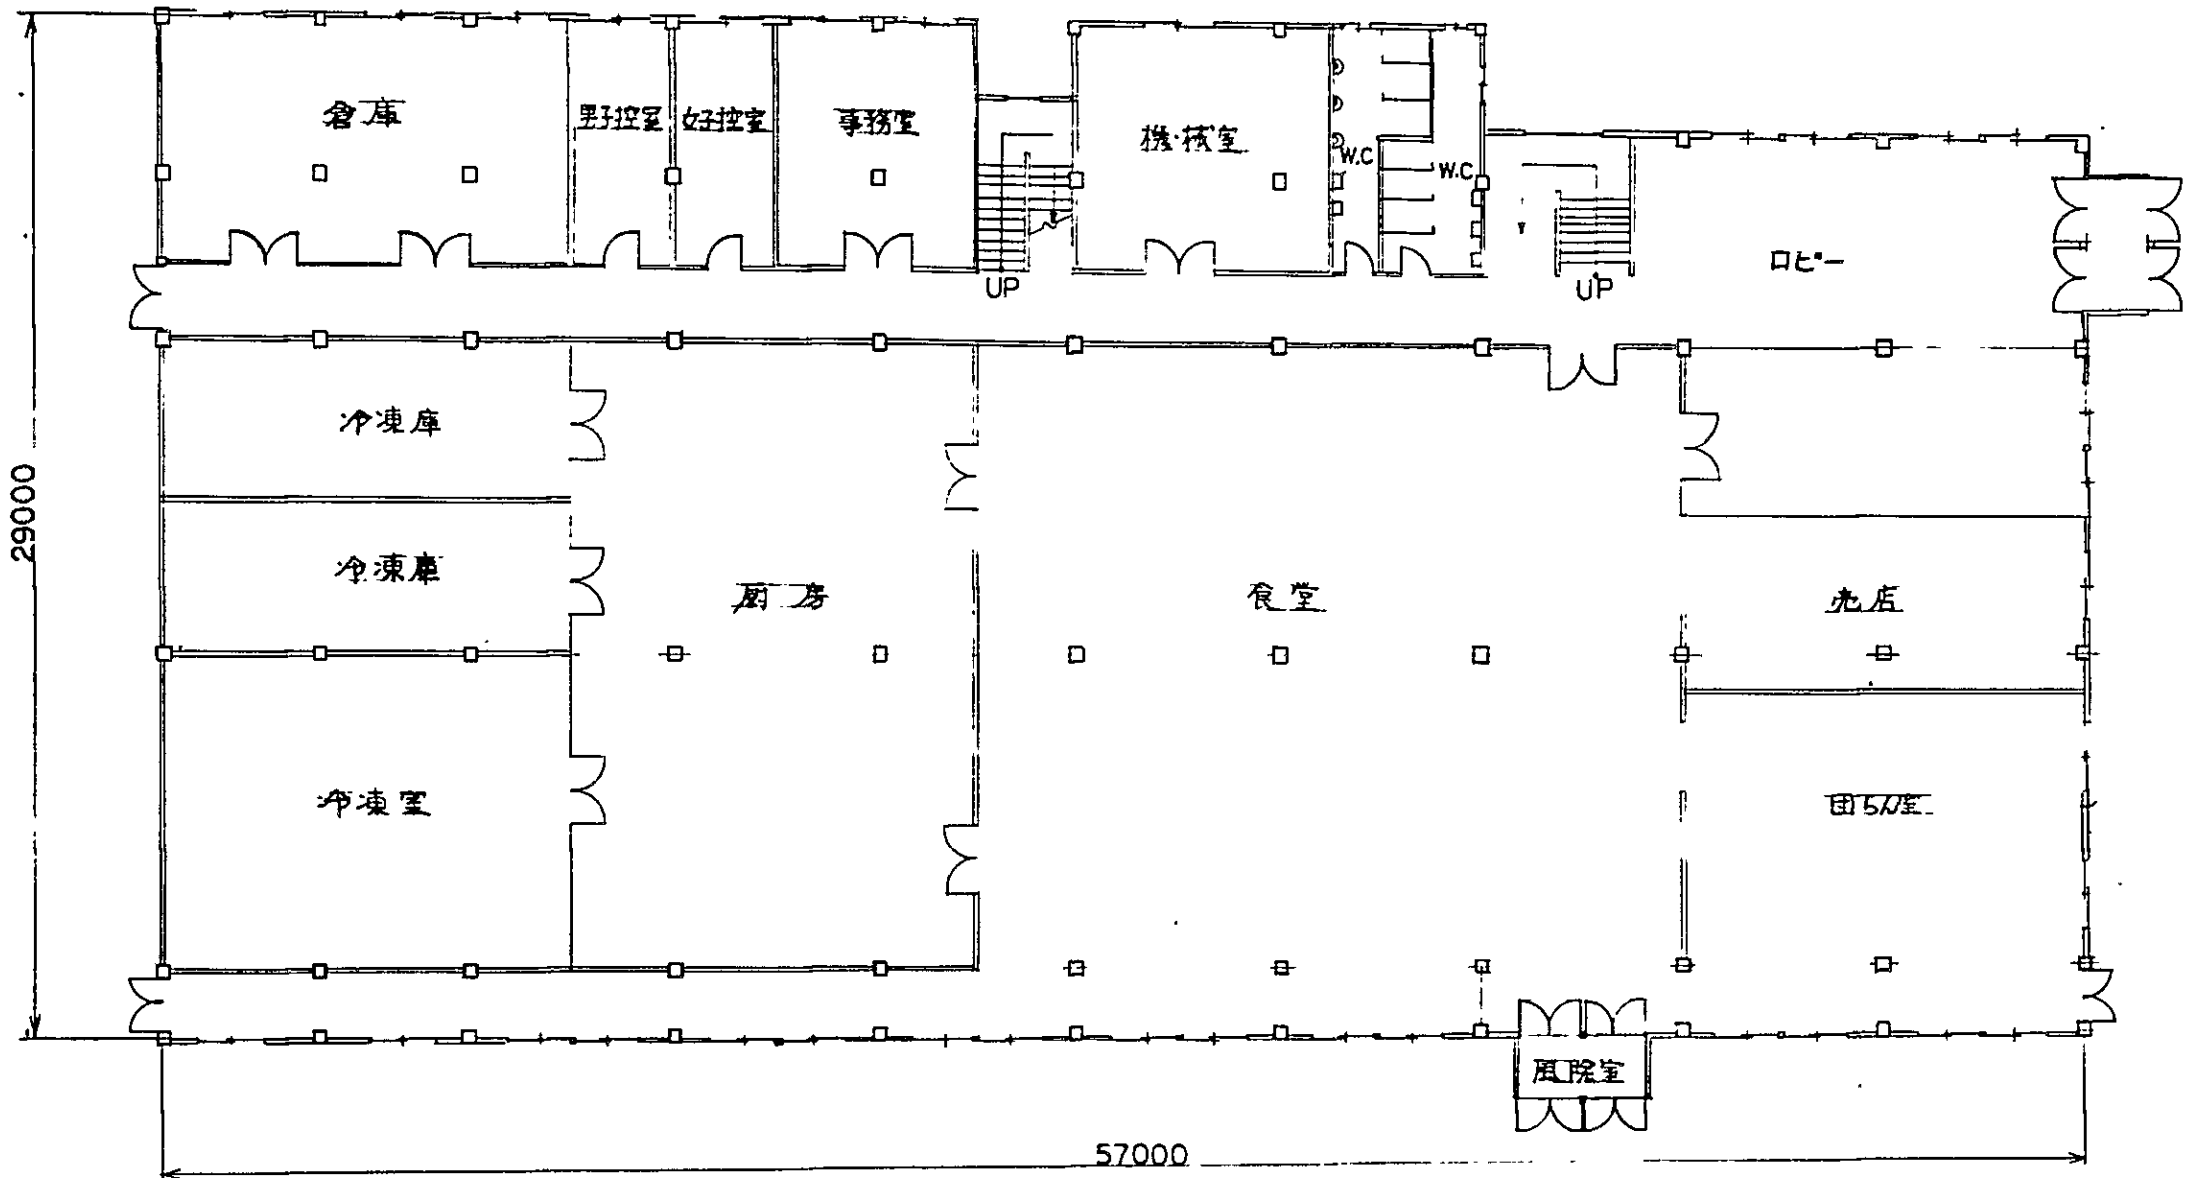 倉庫
男子控室
女子控室
事務室
機械室
W.C
W.C
UP
UP
ロビー
冷凍庫
冷凍庫
冷凍室
厨房
食堂
売店
団らん室
風除室
29000
57000